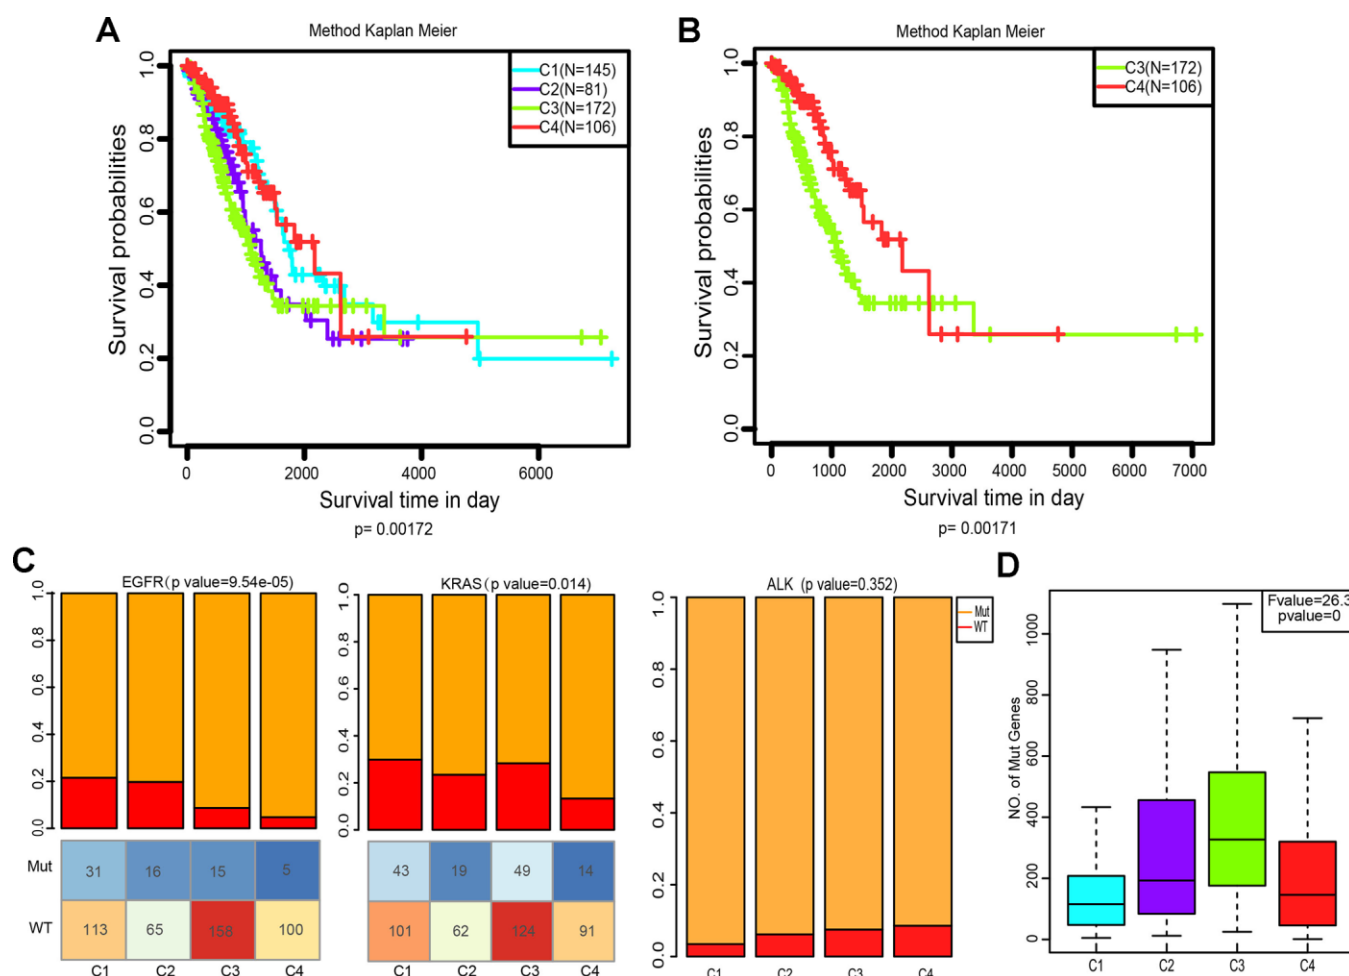 A
Method Kaplan Meier
C1(N=145)
C2(N=81)
C3(N=172)
C4(N=106)
Survival probabilities
0.0 0.2 0.4 0.6 0.8 1.0
0 2000 4000 6000
Survival time in day
p= 0.00172
B
Method Kaplan Meier
C3(N=172)
C4(N=106)
Survival probabilities
0.0 0.2 0.4 0.6 0.8 1.0
0 1000 2000 3000 4000 5000 6000 7000
Survival time in day
p= 0.00171
C
EGFR(p value=9.54e-05)
0.0 0.2 0.4 0.6 0.8 1.0
Mut 31 16 15 5
WT 113 65 158 100
C1 C2 C3 C4
KRAS(p value=0.014)
0.0 0.2 0.4 0.6 0.8 1.0
43 19 49 14
101 62 124 91
C1 C2 C3 C4
ALK (p value=0.352)
Mut
WT
0.0 0.2 0.4 0.6 0.8 1.0
C1 C2 C3 C4
D
Fvalue=26.3
pvalue=0
NO. of Mut Genes
0 200 400 600 800 1000
C1 C2 C3 C4